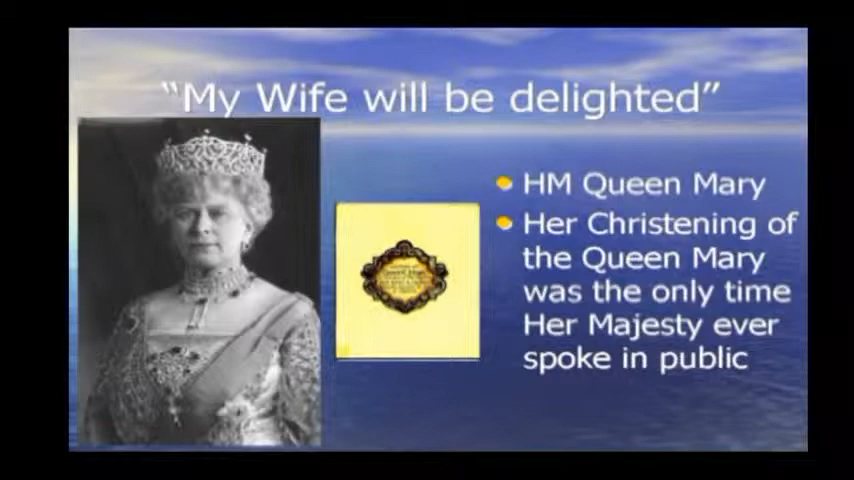 “My Wife will be delighted”
HM Queen Mary
Her Christening of
the Queen Mary
was the only time
Her Majesty ever
spoke in public